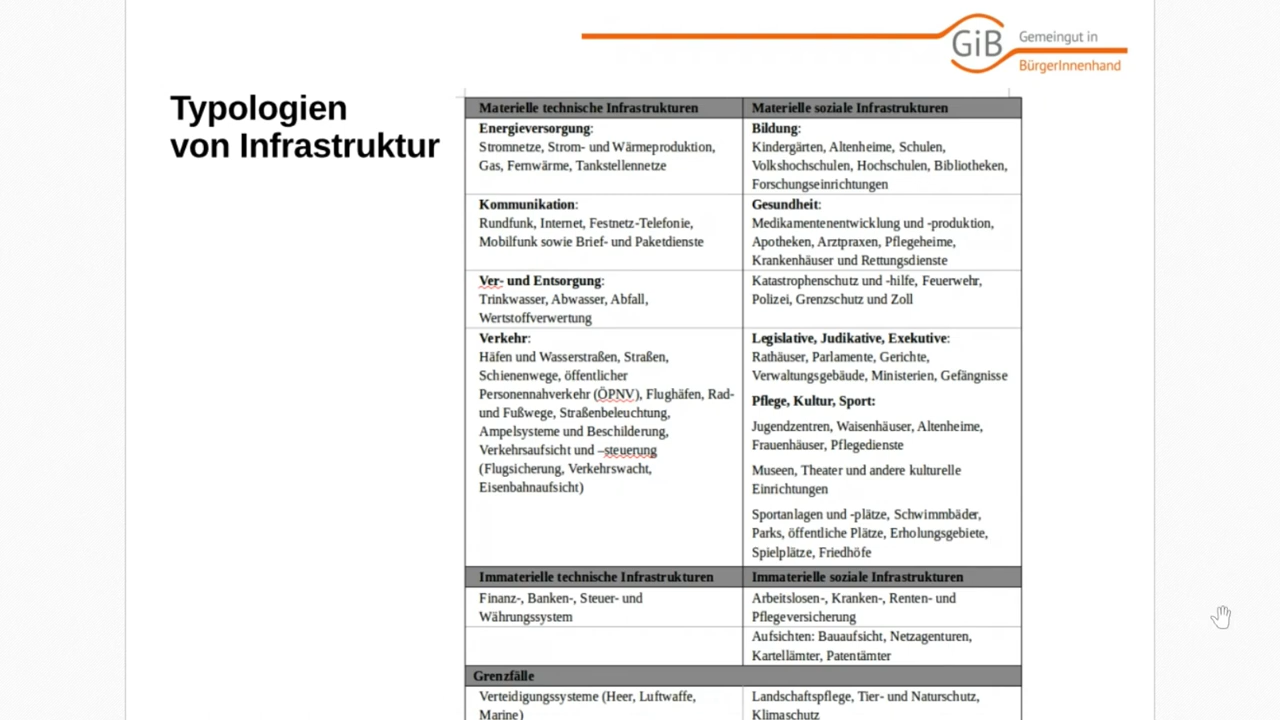 GiB Gemeingut in
BürgerInnenhand
Typologien
von Infrastruktur
Materielle technische Infrastrukturen
Energieversorgung:
Stromnetze, Strom- und Wärmeproduktion,
Gas, Fernwärme, Tankstellennetze
Kommunikation:
Rundfunk, Internet, Festnetz-Telefonie,
Mobilfunk sowie Brief- und Paketdienste
Ver- und Entsorgung:
Trinkwasser, Abwasser, Abfall,
Wertstoffverwertung
Verkehr:
Häfen und Wasserstraßen, Straßen,
Schienenwege, öffentlicher
Personennahverkehr (ÖPNV), Flughäfen, Rad-
und Fußwege, Straßenbeleuchtung,
Ampelsysteme und Beschilderung,
Verkehrsaufsicht und –steuerung
(Flugsicherung, Verkehrswacht,
Eisenbahnaufsicht)
Materielle soziale Infrastrukturen
Bildung:
Kindergärten, Altenheime, Schulen,
Volkshochschulen, Hochschulen, Bibliotheken,
Forschungseinrichtungen
Gesundheit:
Medikamentenentwicklung und -produktion,
Apotheken, Arztpraxen, Pflegeheime,
Krankenhäuser und Rettungsdienste
Katastrophenschutz und -hilfe, Feuerwehr,
Polizei, Grenzschutz und Zoll
Legislative, Judikative, Exekutive:
Rathäuser, Parlamente, Gerichte,
Verwaltungsgebäude, Ministerien, Gefängnisse
Pflege, Kultur, Sport:
Jugendzentren, Waisenhäuser, Altenheime,
Frauenhäuser, Pflegedienste
Museen, Theater und andere kulturelle
Einrichtungen
Sportanlagen und -plätze, Schwimmbäder,
Parks, öffentliche Plätze, Erholungsgebiete,
Spielplätze, Friedhöfe
Immaterielle technische Infrastrukturen
Finanz-, Banken-, Steuer- und
Währungssystem
Immaterielle soziale Infrastrukturen
Arbeitslosen-, Kranken-, Renten- und
Pflegeversicherung
Aufsichten: Bauaufsicht, Netzagenturen,
Kartellämter, Patentämter
Grenzfälle
Verteidigungssysteme (Heer, Luftwaffe,
Marine)
Landschaftspflege, Tier- und Naturschutz,
Klimaschutz